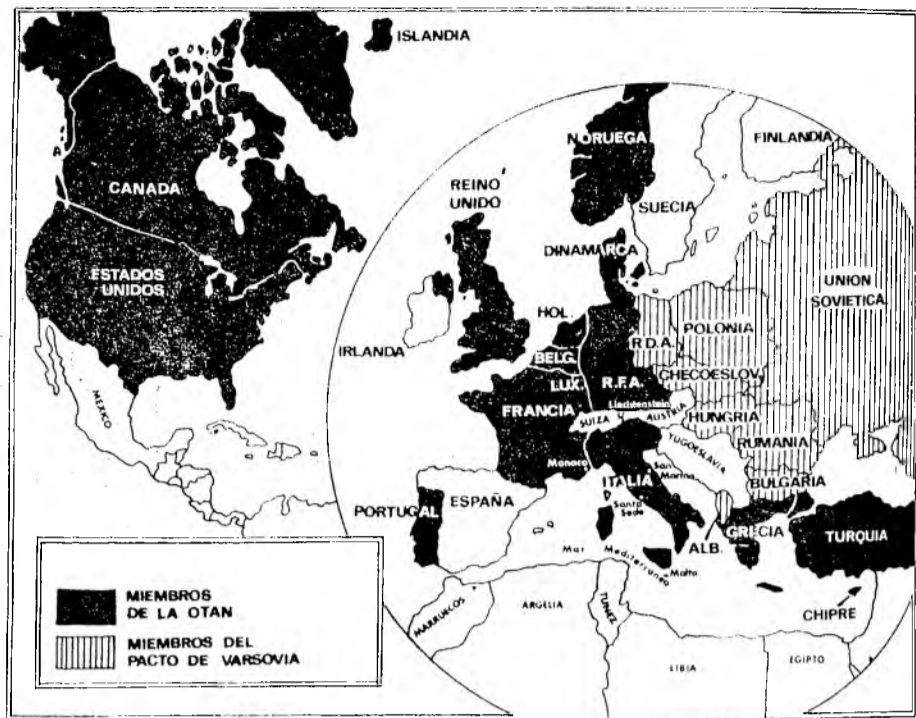 ISLANDIA
CANADA
ESTADOS
UNIDOS
MEXICO
NORUEGA
FINLANDIA
REINO
UNIDO
SUECIA
DINAMARCA
UNION
SOVIETICA
HOL.
IRLANDA
R.D.A.
POLONIA
BELG.
CHECOESLOV.
LUX.
R.F.A.
Liechtenstein
FRANCIA
SUIZA
AUSTRIA
HUNGRIA
YUGOESLAVIA
RUMANIA
Monaco
San
Marino
BULGARIA
ITALIA
PORTUGAL
ESPAÑA
Santa
Sede
GRECIA
TURQUIA
ALB.
Mar Mediterraneo
Malta
CHIPRE
MARRUECOS
ARGELIA
TUNEZ
LIBIA
EGIPTO
MIEMBROS
DE LA OTAN
MIEMBROS DEL
PACTO DE VARSOVIA